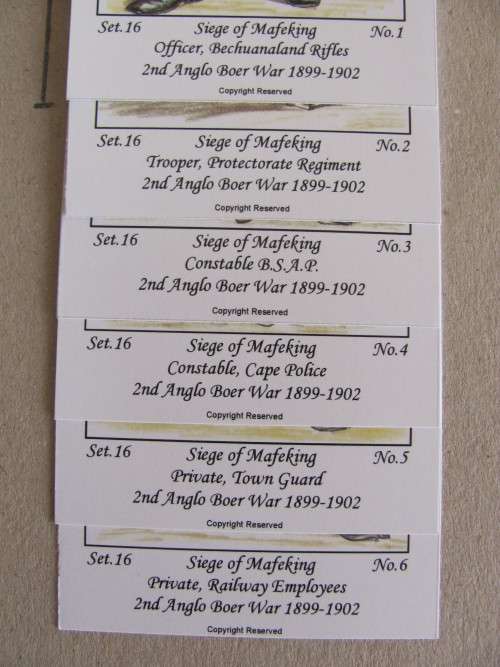 Set.16 Siege of Mafeking No.1
Officer, Bechuanaland Rifles
2nd Anglo Boer War 1899-1902
Copyright Reserved
Set.16 Siege of Mafeking No.2
Trooper, Protectorate Regiment
2nd Anglo Boer War 1899-1902
Copyright Reserved
Set.16 Siege of Mafeking No.3
Constable B.S.A.P.
2nd Anglo Boer War 1899-1902
Copyright Reserved
Set.16 Siege of Mafeking No.4
Constable, Cape Police
2nd Anglo Boer War 1899-1902
Copyright Reserved
Set.16 Siege of Mafeking No.5
Private, Town Guard
2nd Anglo Boer War 1899-1902
Copyright Reserved
Set.16 Siege of Mafeking No.6
Private, Railway Employees
2nd Anglo Boer War 1899-1902
Copyright Reserved